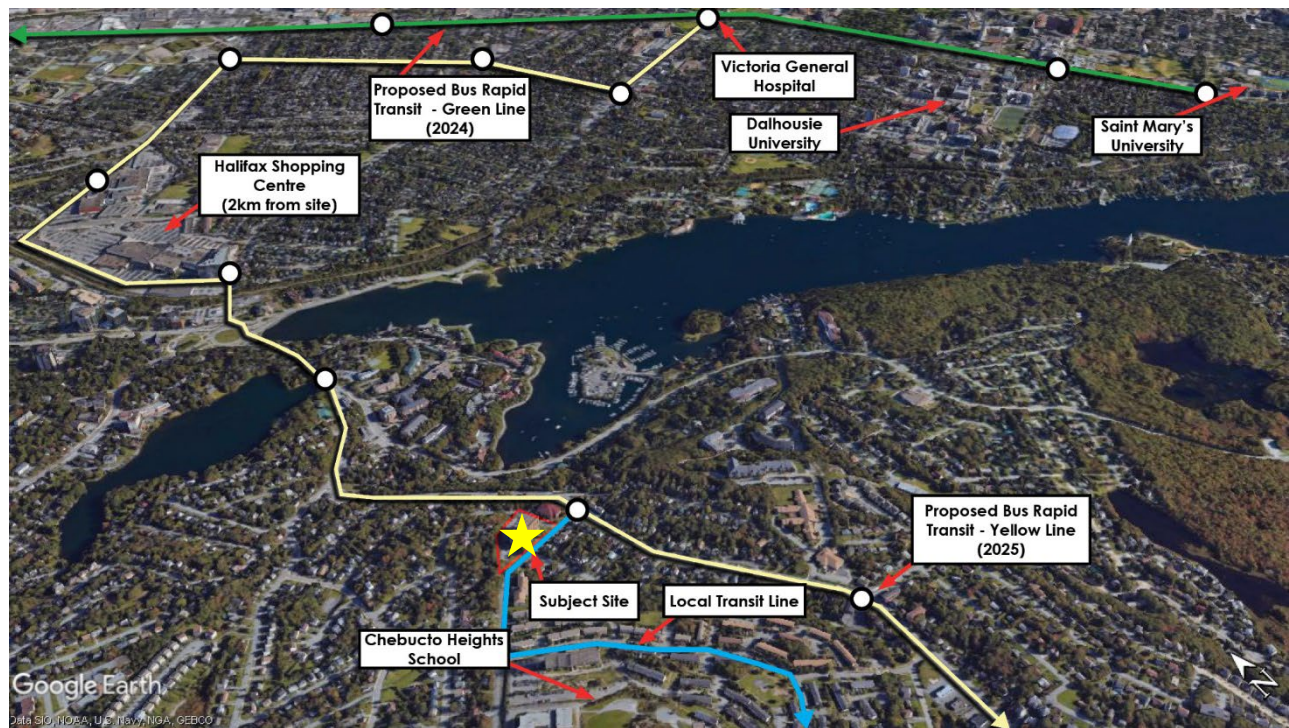 Victoria General
Hospital
Proposed Bus Rapid
Transit - Green Line
(2024)
Dalhousie
University
Saint Mary's
University
Halifax Shopping
Centre
(2km from site)
Proposed Bus Rapid
Transit - Yellow Line
(2025)
Subject Site
Local Transit Line
Chebucto Heights
School
N
Google Earth
Data SIO, NOAA, U.S. Navy, NGA, GEBCO